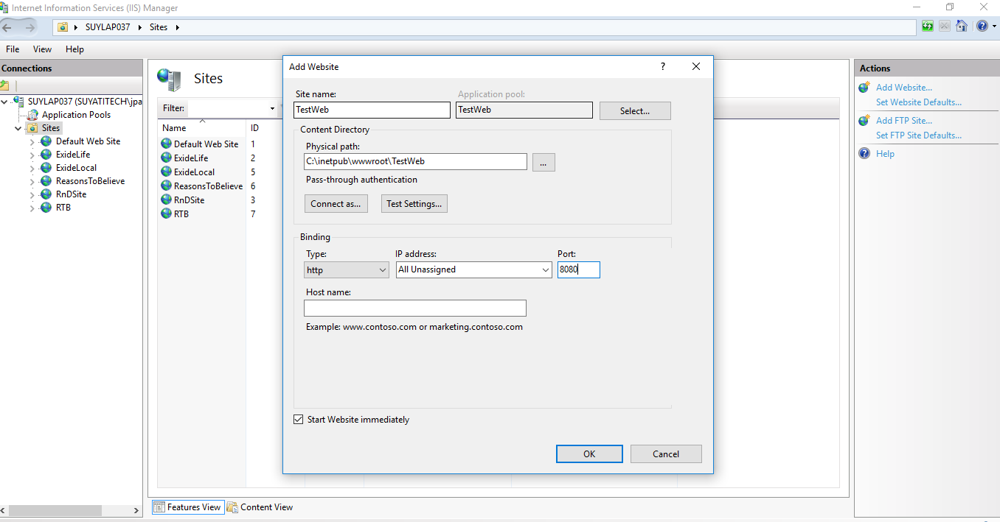 Internet Information Services (IIS) Manager
SUYLAP037 Sites
File View Help
Connections
SUYLAP037 (SUYATITECH\jpa
Application Pools
Sites
Default Web Site
ExideLife
ExideLocal
ReasonsToBelieve
RnDSite
RTB
Sites
Filter:
Name ID
Default Web Site 1
ExideLife 2
ExideLocal 5
ReasonsToBelieve 6
RnDSite 3
RTB 7
Features View Content View
Add Website
?
Site name: Application pool:
TestWeb TestWeb Select...
Content Directory
Physical path:
C:\inetpub\wwwroot\TestWeb ...
Pass-through authentication
Connect as... Test Settings...
Binding
Type: IP address: Port:
http All Unassigned 8080
Host name:
Example: www.contoso.com or marketing.contoso.com
Start Website immediately
OK Cancel
Actions
Add Website...
Set Website Defaults...
Add FTP Site...
Set FTP Site Defaults...
Help